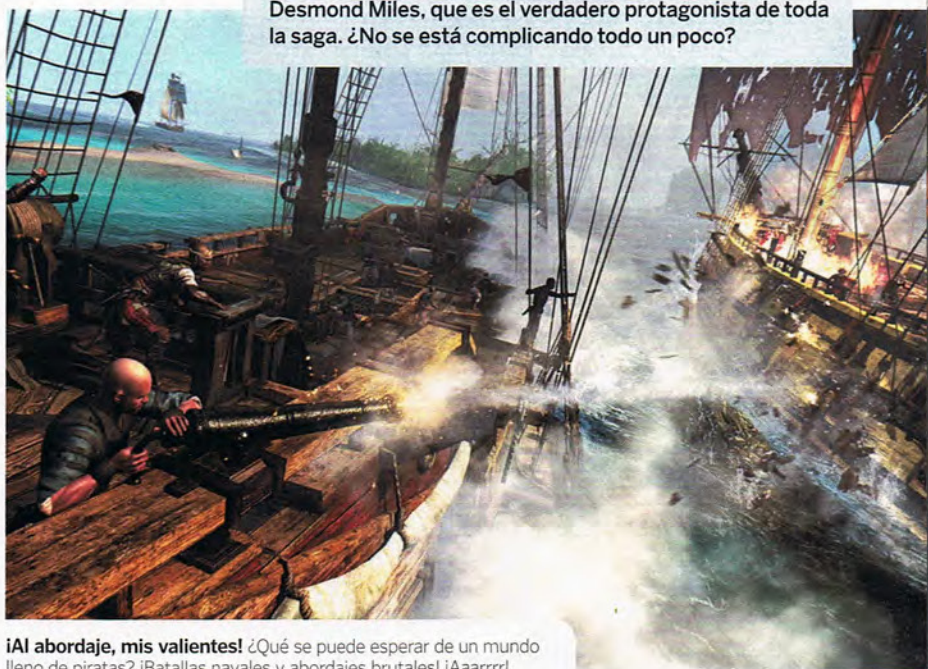 Desmond Miles, que es el verdadero protagonista de toda
la saga. ¿No se está complicando todo un poco?
¡Al abordaje, mis valientes! ¿Qué se puede esperar de un mundo
lleno de piratas? ¡Batallas navales y abordajes brutales! ¡Aaarrrr!